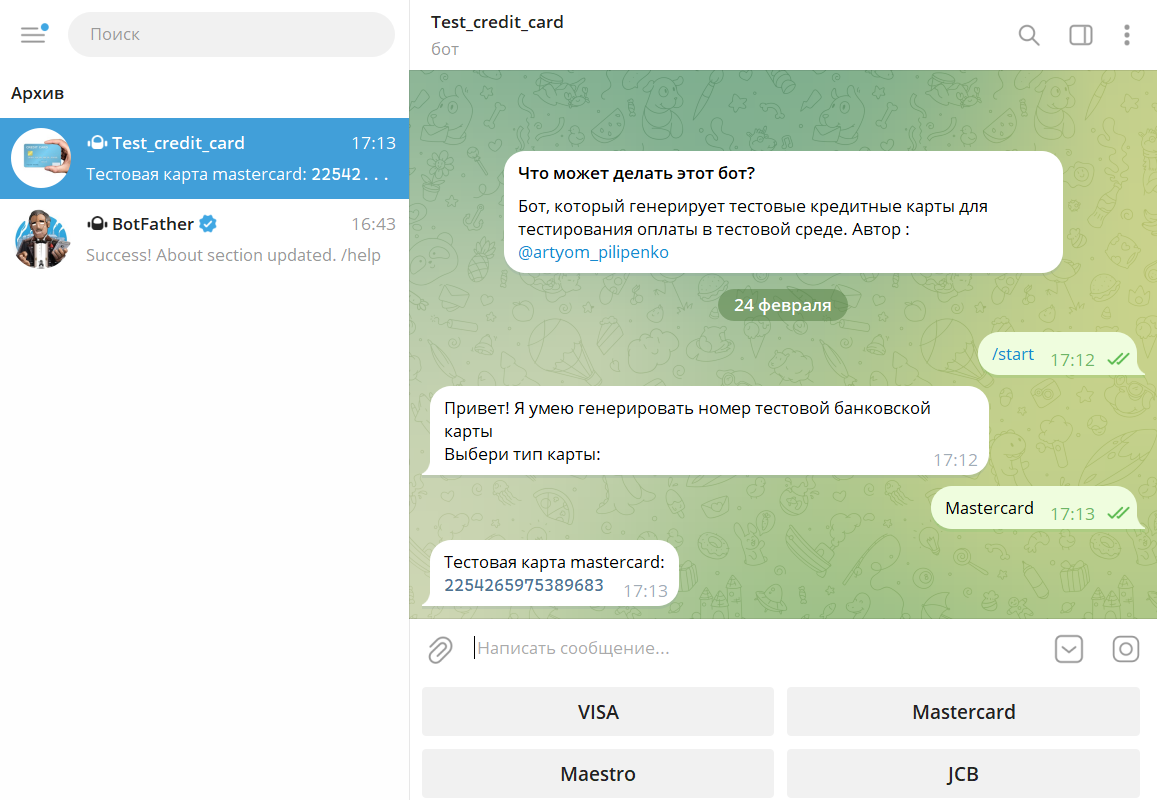 Поиск
Архив
Test_credit_card 17:13
Тестовая карта mastercard: 22542...
BotFather 16:43
Success! About section updated. /help
Test_credit_card
бот
Что может делать этот бот?
Бот, который генерирует тестовые кредитные карты для
тестирования оплаты в тестовой среде. Автор :
@artyom_pilipenko
24 февраля
/start 17:12
Привет! Я умею генерировать номер тестовой банковской
карты
Выбери тип карты:
17:12
Mastercard 17:13
Тестовая карта mastercard:
2254265975389683 17:13
Написать сообщение...
VISA
Mastercard
Maestro
JCB